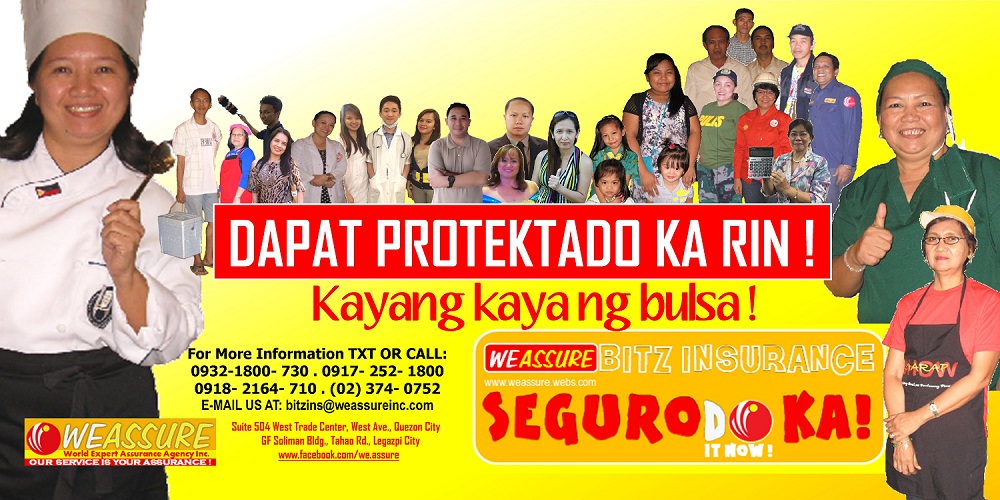 DAPAT PROTEKTADO KA RIN !
Kayang kaya ng bulsa !
For More Information TXT OR CALL:
0932-1800- 730 . 0917- 252- 1800
0918- 2164- 710 . (02) 374- 0752
E-MAIL US AT: bitzins@weassureinc.com
Suite 504 West Trade Center, West Ave., Quezon City
GF Soliman Bldg., Tahao Rd., Legazpi City
www.facebook.com/we.assure
WEASSURE
World Expert Assurance Agency Inc.
OUR SERVICE IS YOUR ASSURANCE !
WEASSURE BITZ INSURANCE
www.weassure.webs.com
SEGURO DO KA!
IT NOW !